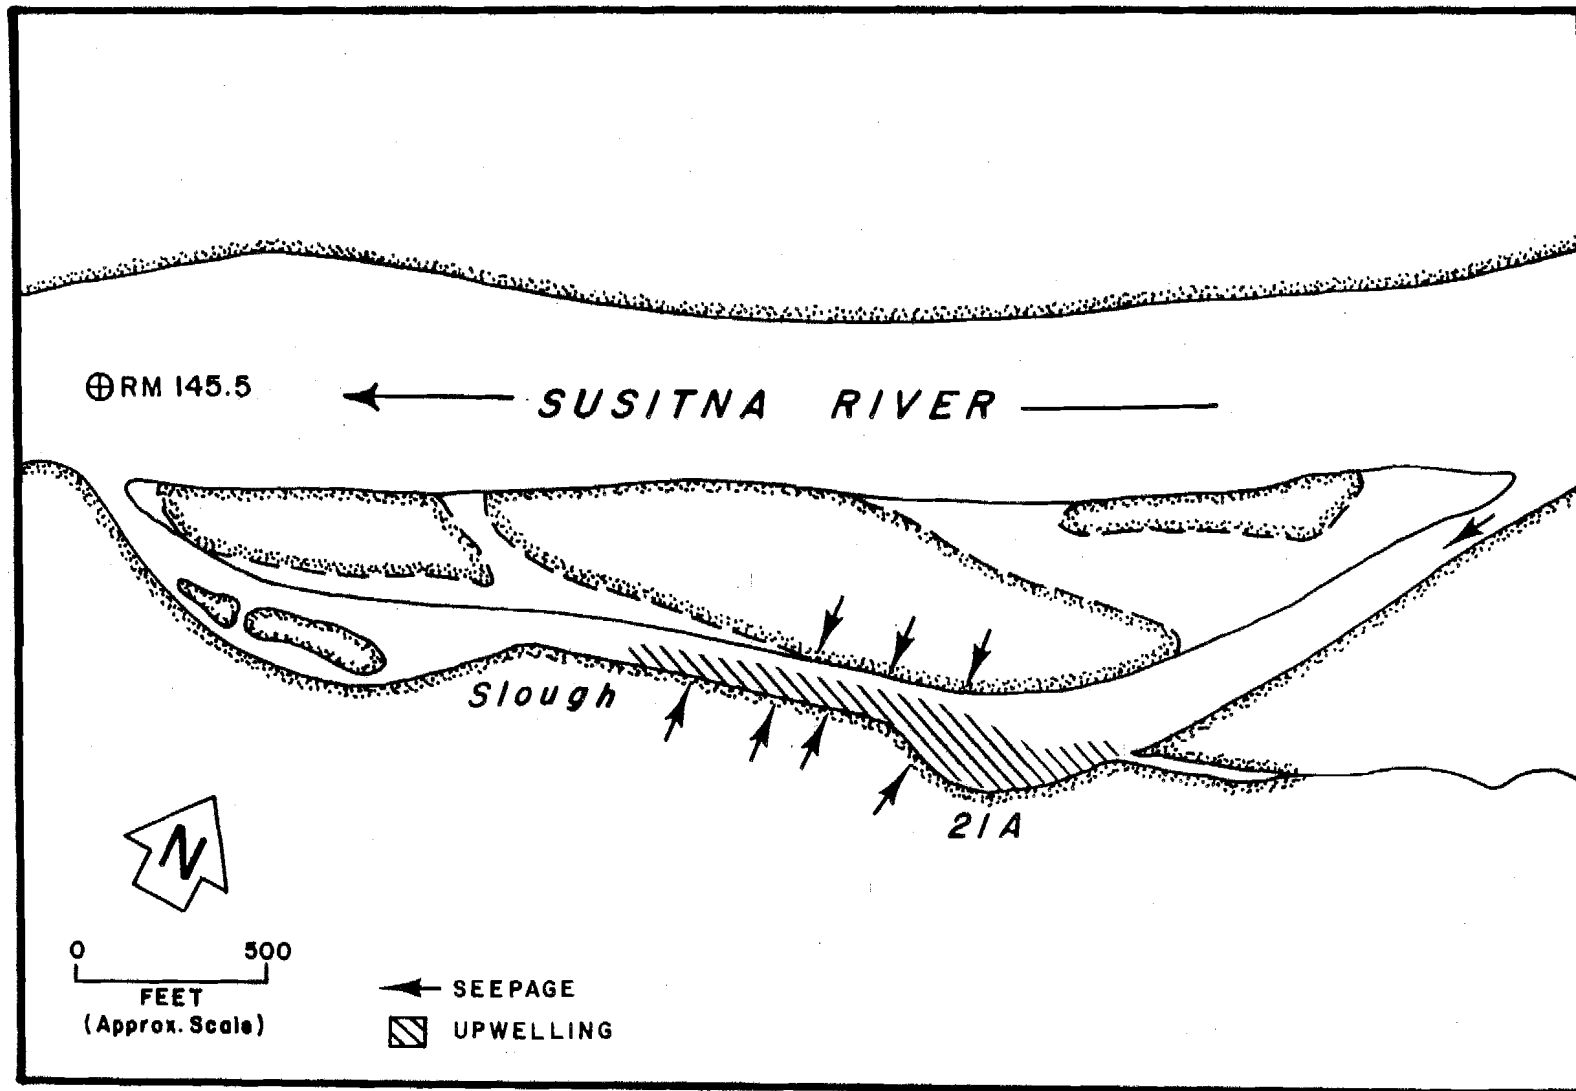 ⊕ RM 145.5
SUSITNA RIVER
Slough
21A
N
0 500
FEET
(Approx. Scale)
SEEPAGE
UPWELLING